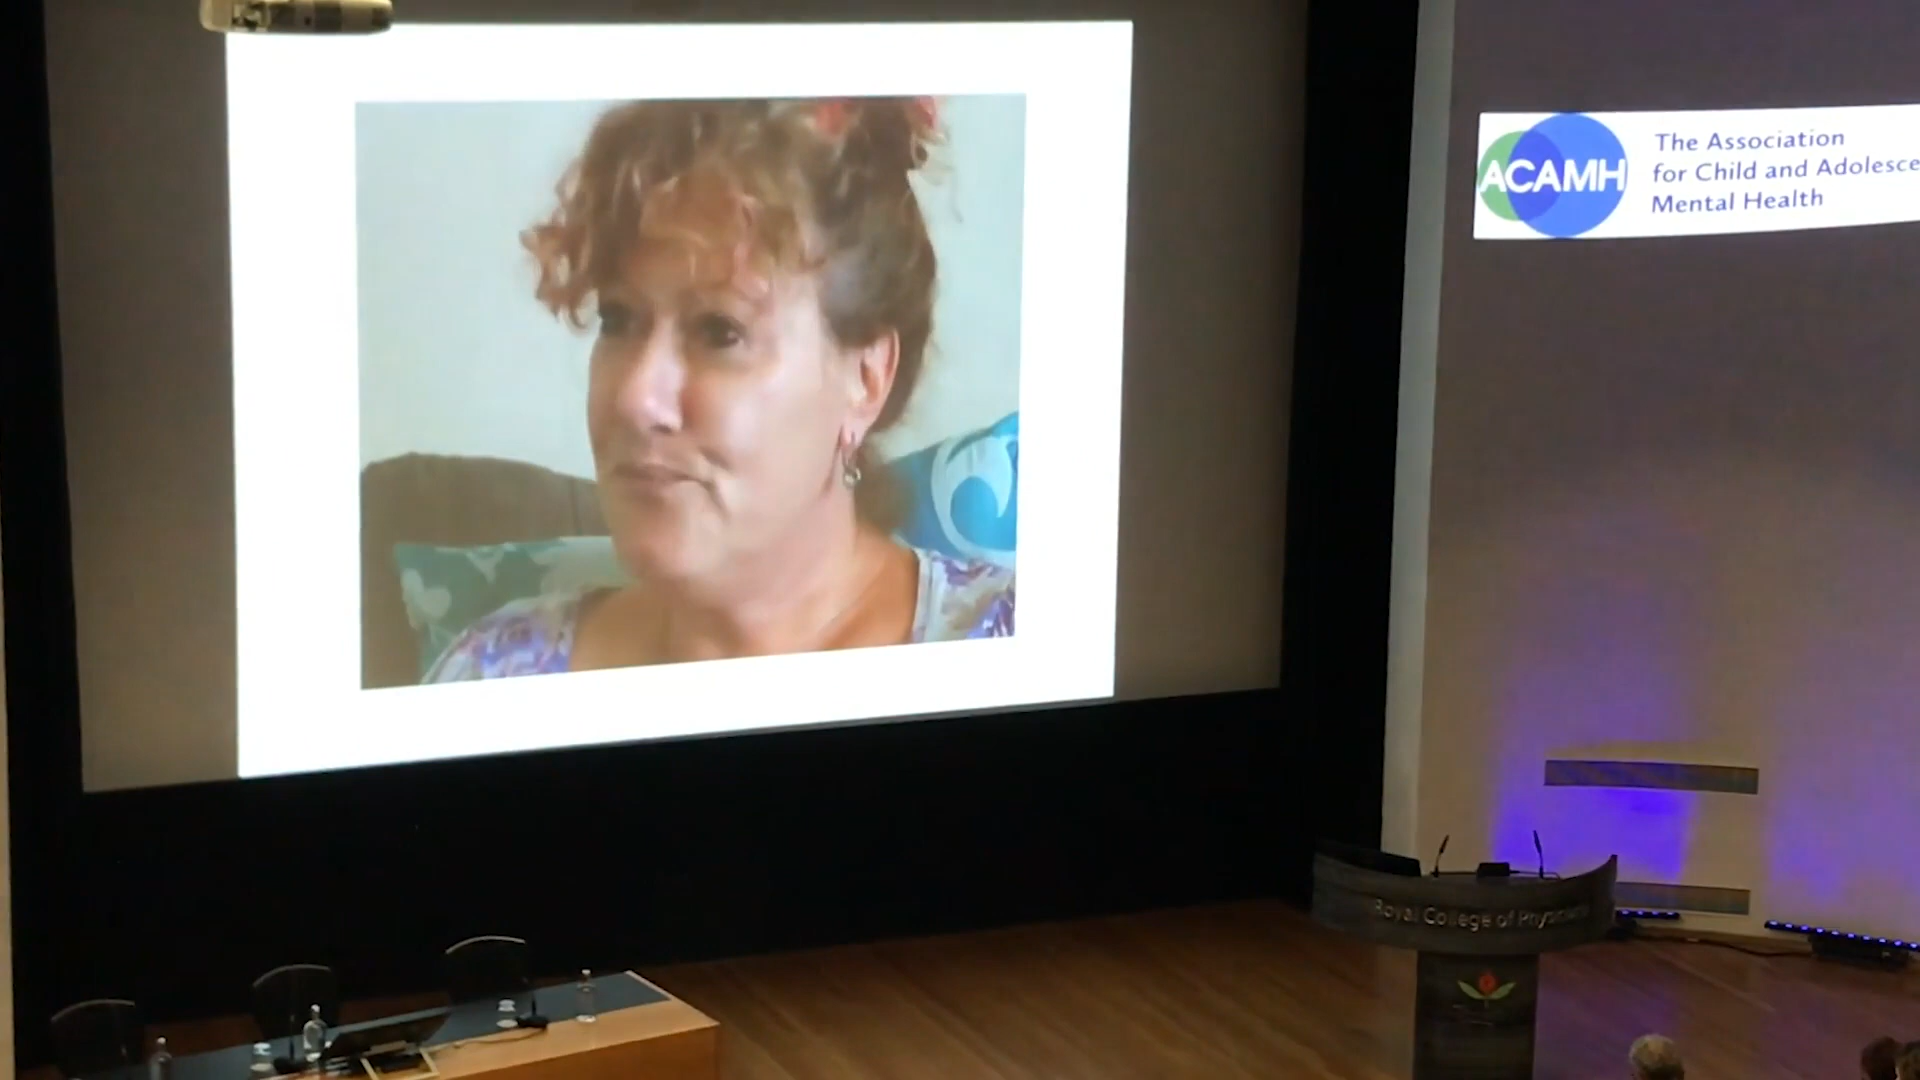 ACAMH
The Association
for Child and Adolesce
Mental Health
Royal College of Physicians